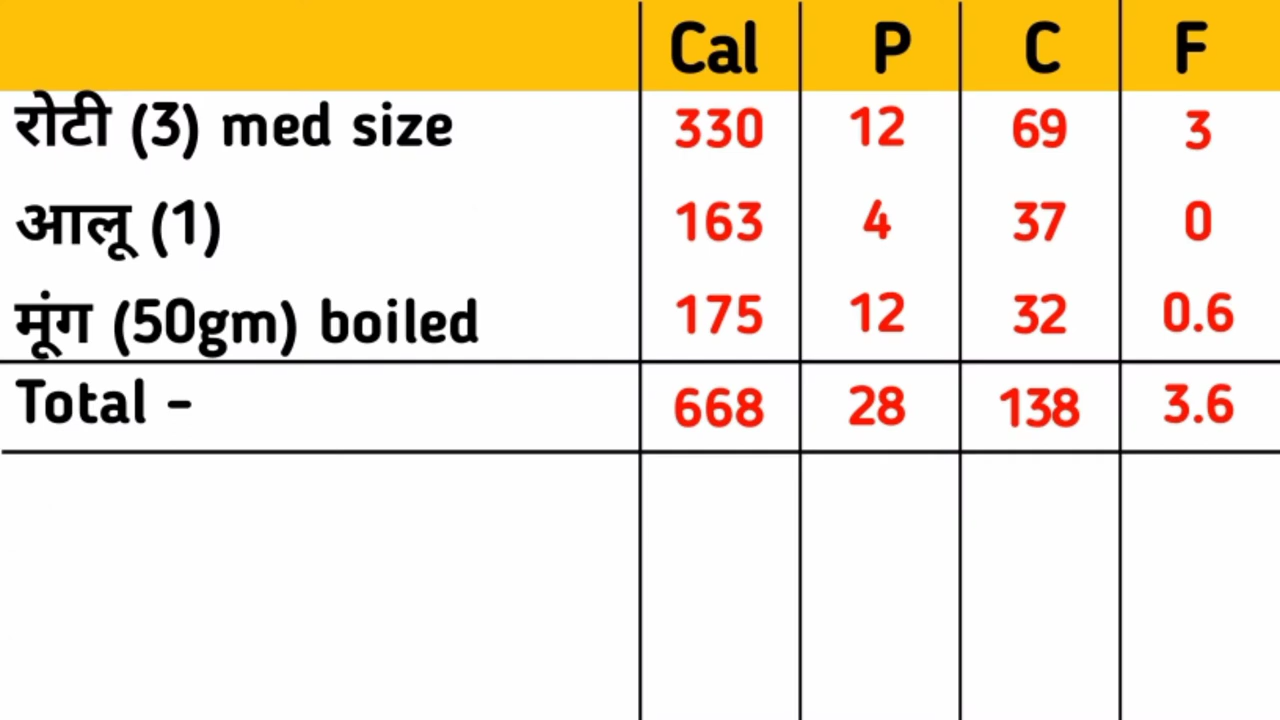 Cal P C F
रोटी (3) med size 330 12 69 3
आलू (1) 163 4 37 0
मूंग (50gm) boiled 175 12 32 0.6
Total - 668 28 138 3.6